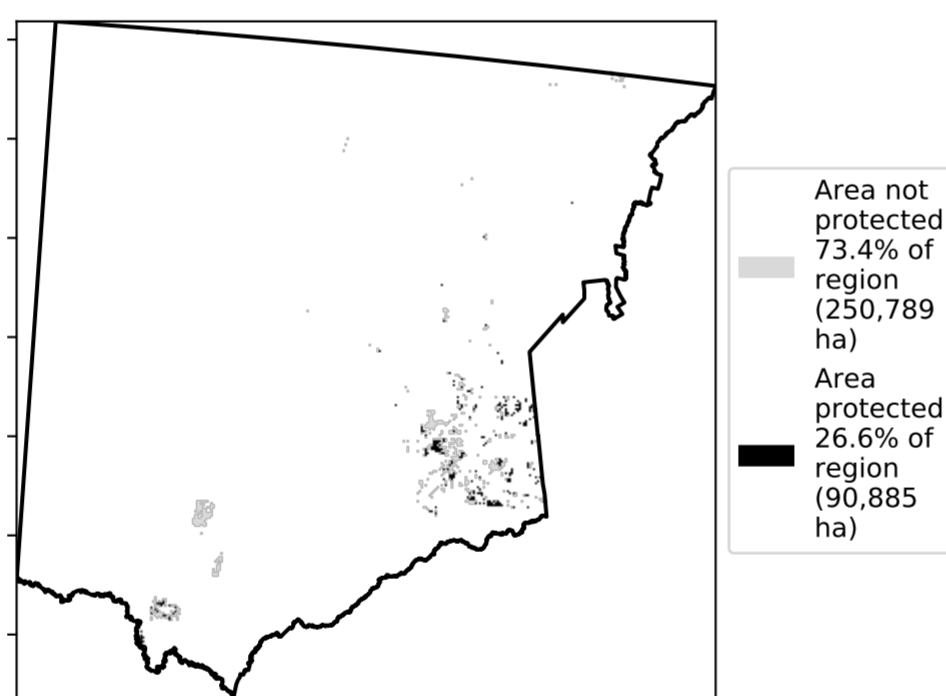 Area not
protected
73.4% of
region
(250,789
ha)
Area
protected
26.6% of
region
(90,885
ha)